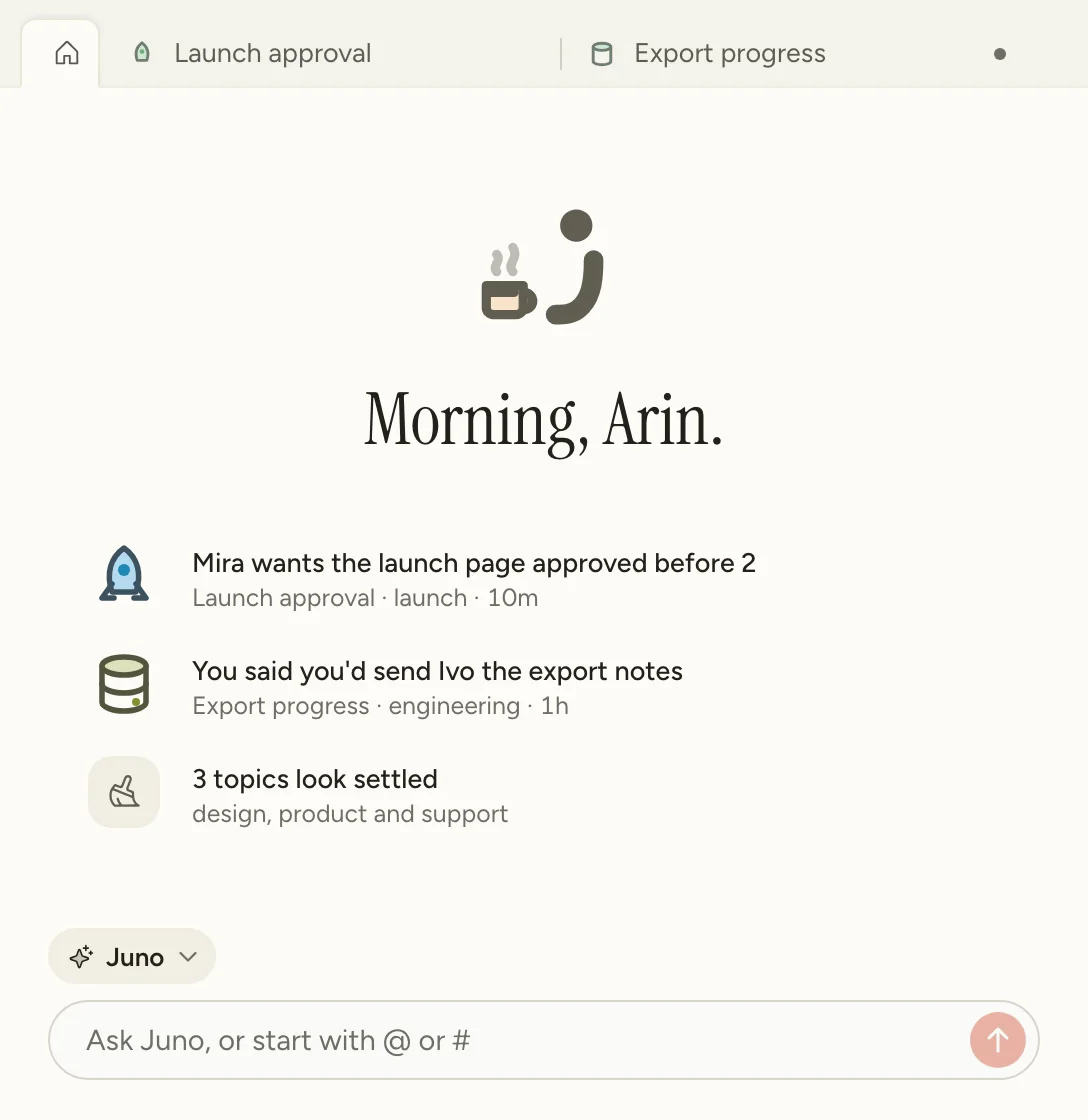 Launch approval
Export progress
Morning, Arin.
Mira wants the launch page approved before 2
Launch approval · launch · 10m
You said you'd send Ivo the export notes
Export progress · engineering · 1h
3 topics look settled
design, product and support
Juno
Ask Juno, or start with @ or #